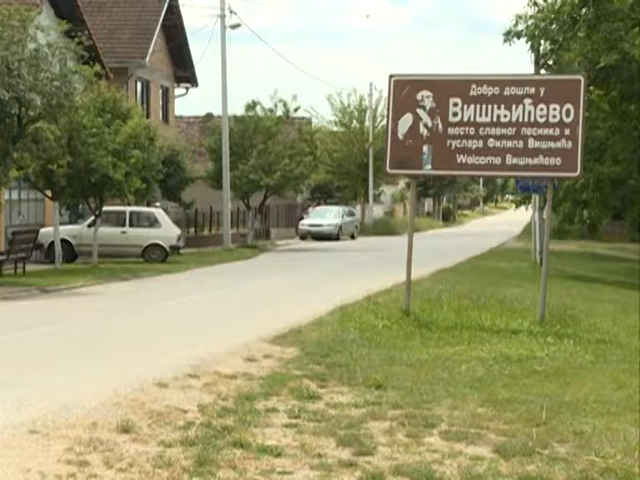 Добро дошли у
Вишњићево
место славног песника и
гуслара Филипа Вишњића
Welcome Вишњићево